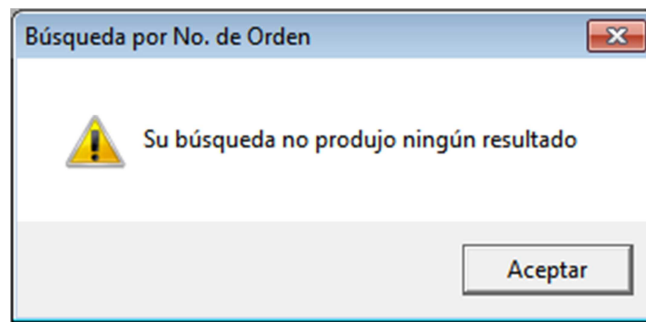 Búsqueda por No. de Orden
Su búsqueda no produjo ningún resultado
Aceptar